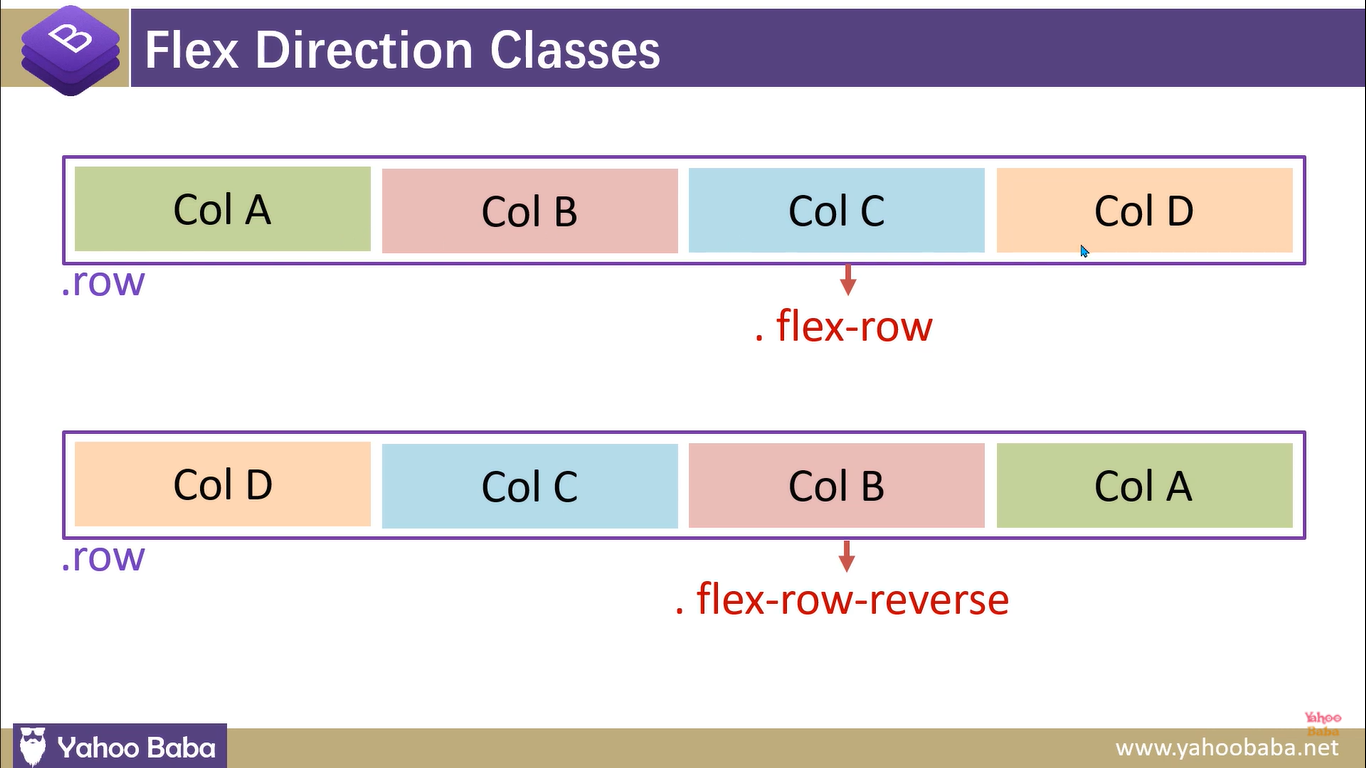 B
Flex Direction Classes
Col A
Col B
Col C
Col D
.row
. flex-row
Col D
Col C
Col B
Col A
.row
. flex-row-reverse
Yahoo Baba
Yahoo
Baba
www.yahoobaba.net